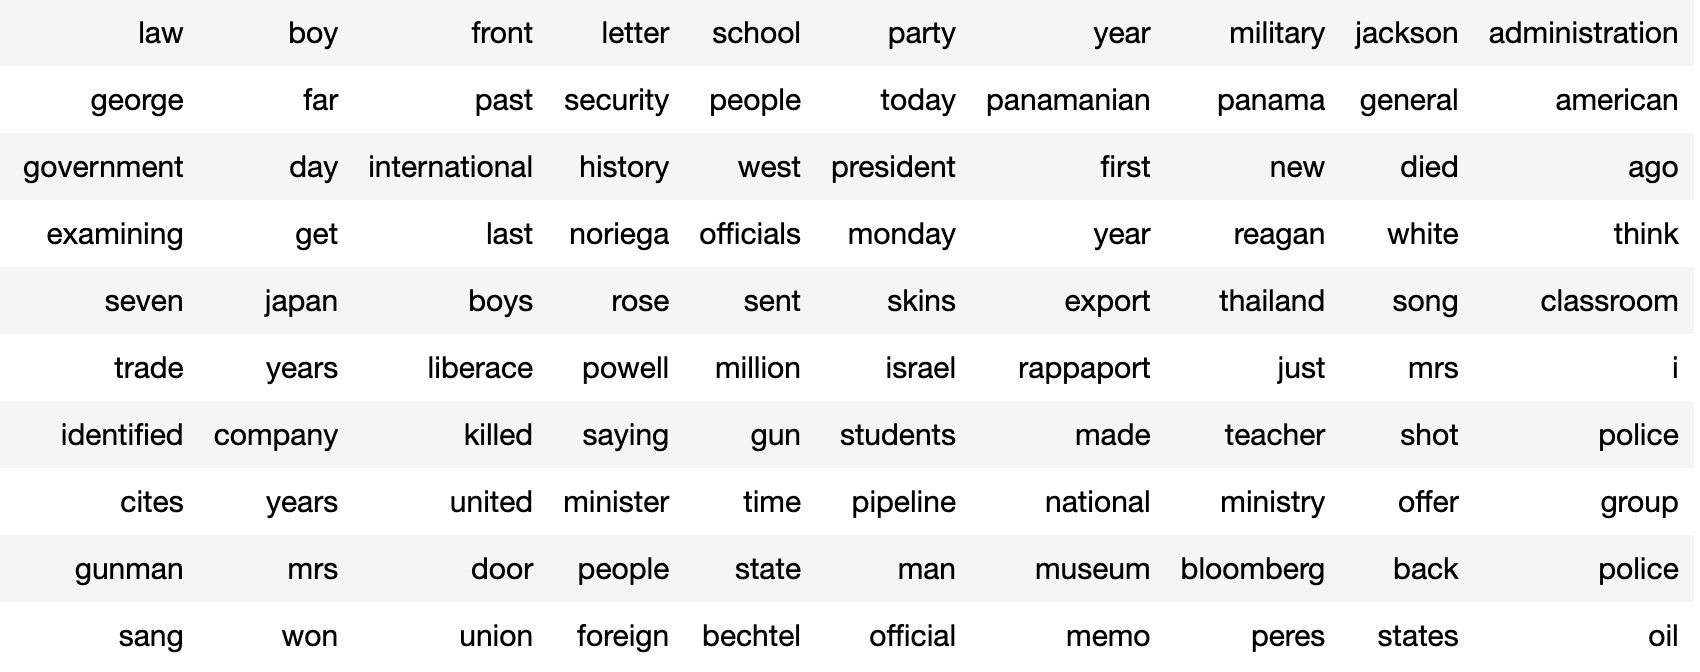 law boy front letter school party year military jackson administration
george far past security people today panamanian panama general american
government day international history west president first new died ago
examining get last noriega officials monday year reagan white think
seven japan boys rose sent skins export thailand song classroom
trade years liberace powell million israel rappaport just mrs i
identified company killed saying gun students made teacher shot police
cites years united minister time pipeline national ministry offer group
gunman mrs door people state man museum bloomberg back police
sang won union foreign bechtel official memo peres states oil